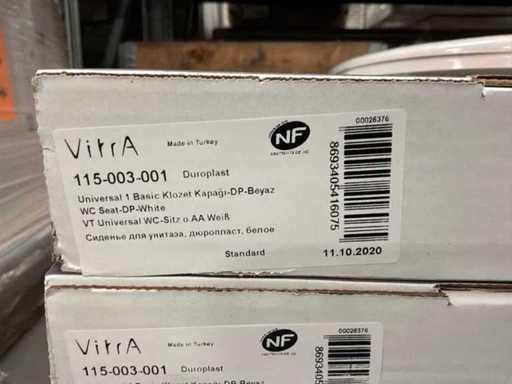 VitrA
Made in Turkey
NF
00026376
8693405416075
115-003-001 Duroplast
Universal 1 Basic Klozet Kapağı-DP-Beyaz
WC Seat-DP-White
VT Universal WC-Sitz o.AA Weiß
Сиденье для унитаза, дюропласт, белое
Standard 11.10.2020
VitrA
Made in Turkey
NF
00026376
115-003-001 Duroplast